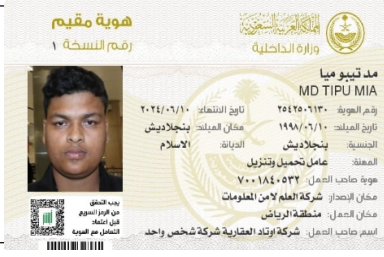 هوية مقيم
رقم النسخة ١
المملكة العربية السعودية
وزارة الداخلية
مد تيبو ميا
MD TIPU MIA
رقم الهوية: ٢٥٤٢٥٠٦١٣٠ تاريخ الانتهاء: ٢٠٢٤/٠٦/١٠
تاريخ الميلاد: ١٩٩٨/٠٦/١٠ مكان الميلاد: بنجلاديش
الجنسية: بنجلاديش الديانة: الاسلام
المهنة: عامل تحميل وتنزيل
هوية صاحب العمل: ٧٠٠١٨٤٠٥٣٢
مكان الإصدار: شركة العلم لامن المعلومات
مكان العمل: منطقة الرياض
اسم صاحب العمل: شركة اوتاد العقارية شركة شخص واحد
يجب التحقق
من الرمز السريع
قبل اعتماد
التعامل مع الهوية